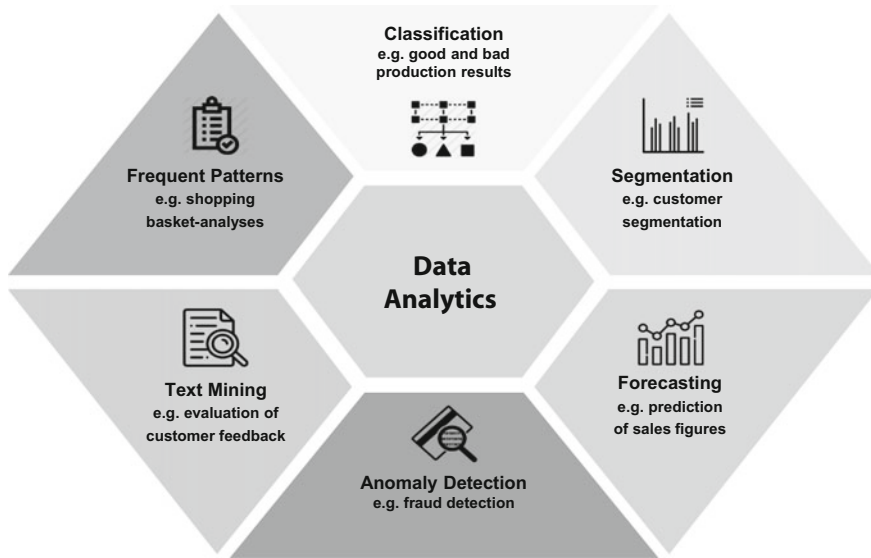 Classification
e.g. good and bad
production results
Frequent Patterns
e.g. shopping
basket-analyses
Segmentation
e.g. customer
segmentation
Data
Analytics
Text Mining
e.g. evaluation of
customer feedback
Forecasting
e.g. prediction
of sales figures
Anomaly Detection
e.g. fraud detection